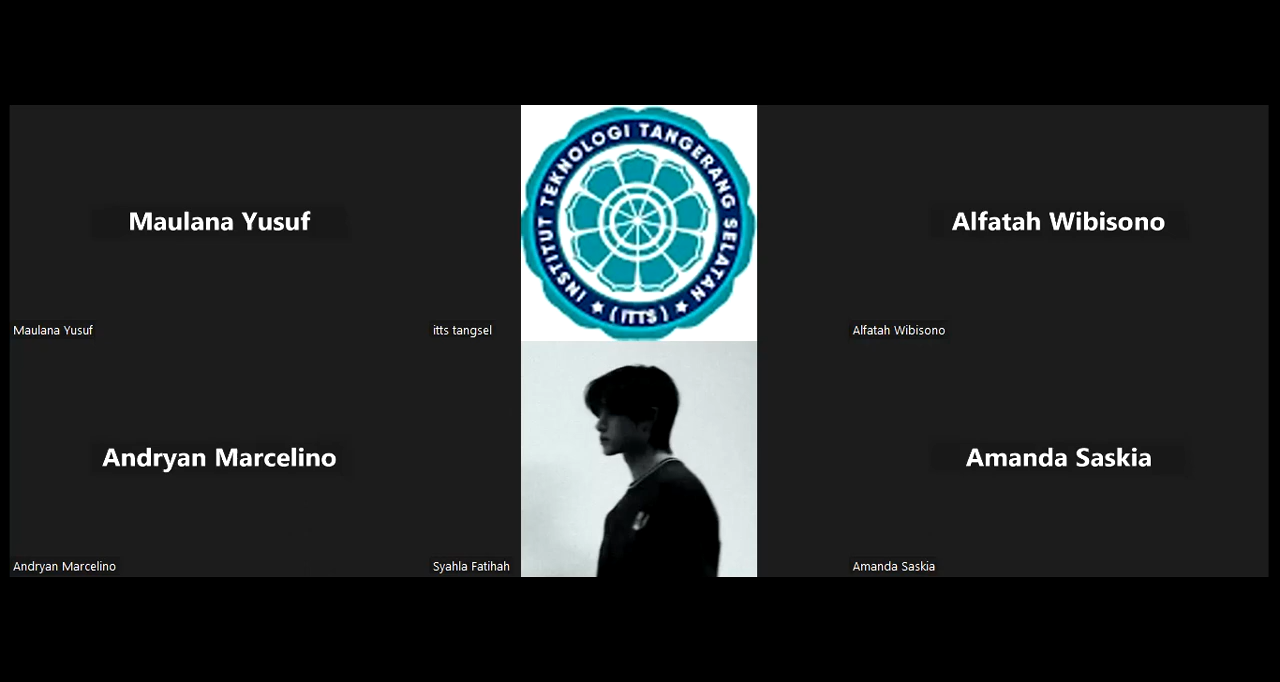 INSTITUT TEKNOLOGI TANGERANG SELATAN
( ITTS )
Maulana Yusuf
Alfatah Wibisono
Maulana Yusuf
itts tangsel
Alfatah Wibisono
Andryan Marcelino
Amanda Saskia
Andryan Marcelino
Syahla Fatihah
Amanda Saskia